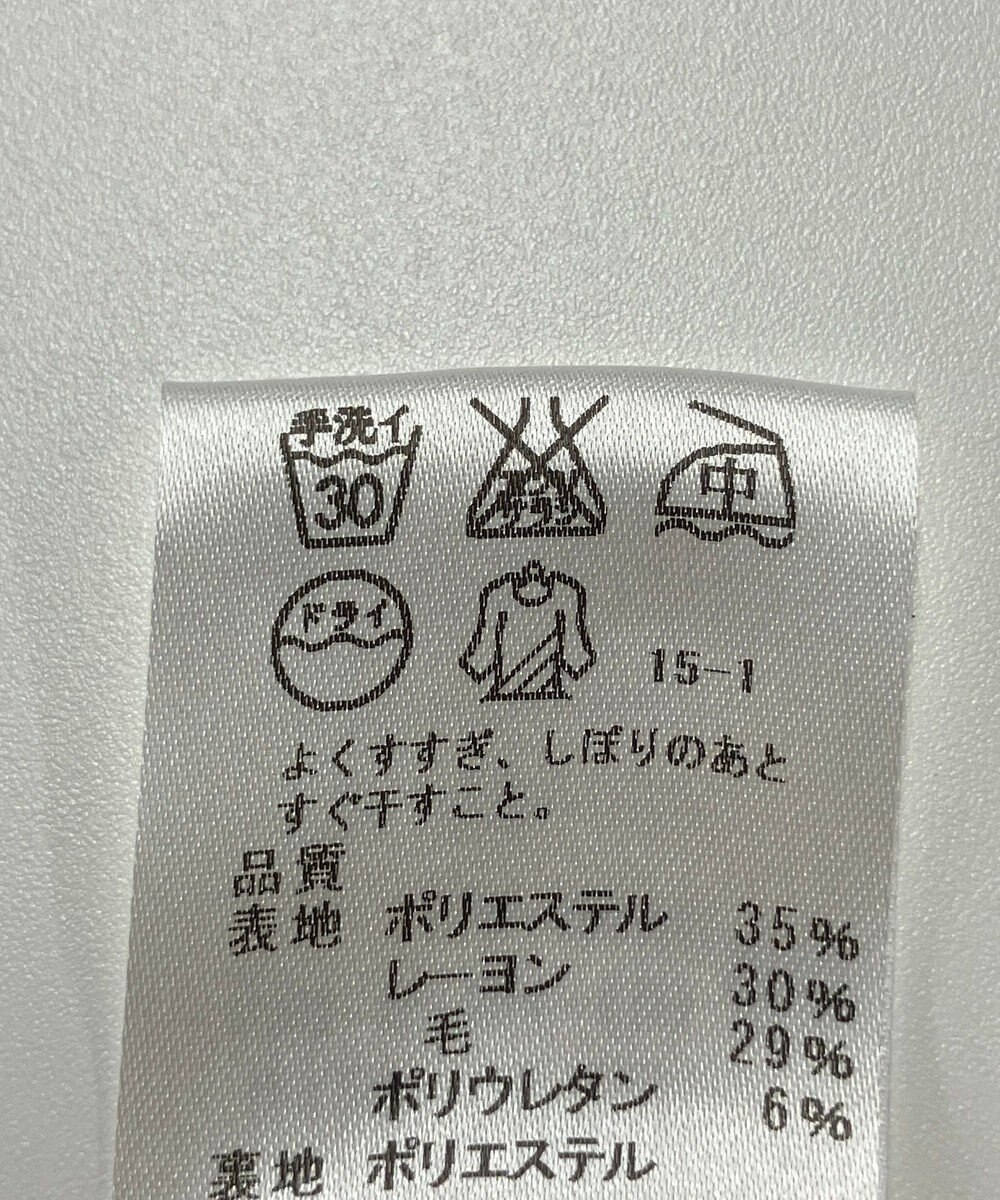 手洗イ
30
エンソ
サラシ
中
ドライ
15-1
よくすすぎ、しぼりのあと
すぐ干すこと。
品質
表地 ポリエステル 35%
レーヨン 30%
毛 29%
ポリウレタン 6%
裏地 ポリエステル